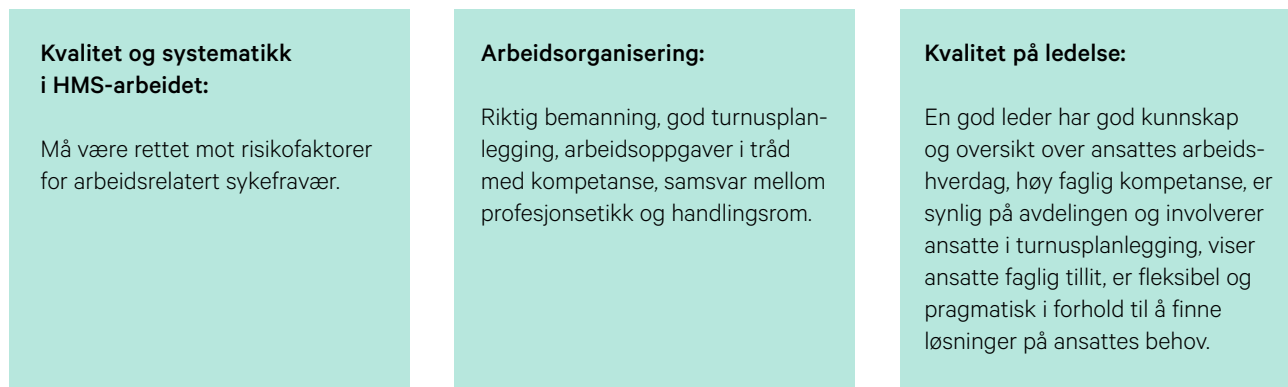 Kvalitet og systematikk
i HMS-arbeidet:
Må være rettet mot risikofaktorer
for arbeidsrelatert sykefravær.
Arbeidsorganisering:
Riktig bemanning, god turnusplan-
legging, arbeidsoppgaver i tråd
med kompetanse, samsvar mellom
profesjonsetikk og handlingsrom.
Kvalitet på ledelse:
En god leder har god kunnskap
og oversikt over ansattes arbeids-
hverdag, høy faglig kompetanse, er
synlig på avdelingen og involverer
ansatte i turnusplanlegging, viser
ansatte faglig tillit, er fleksibel og
pragmatisk i forhold til å finne
løsninger på ansattes behov.